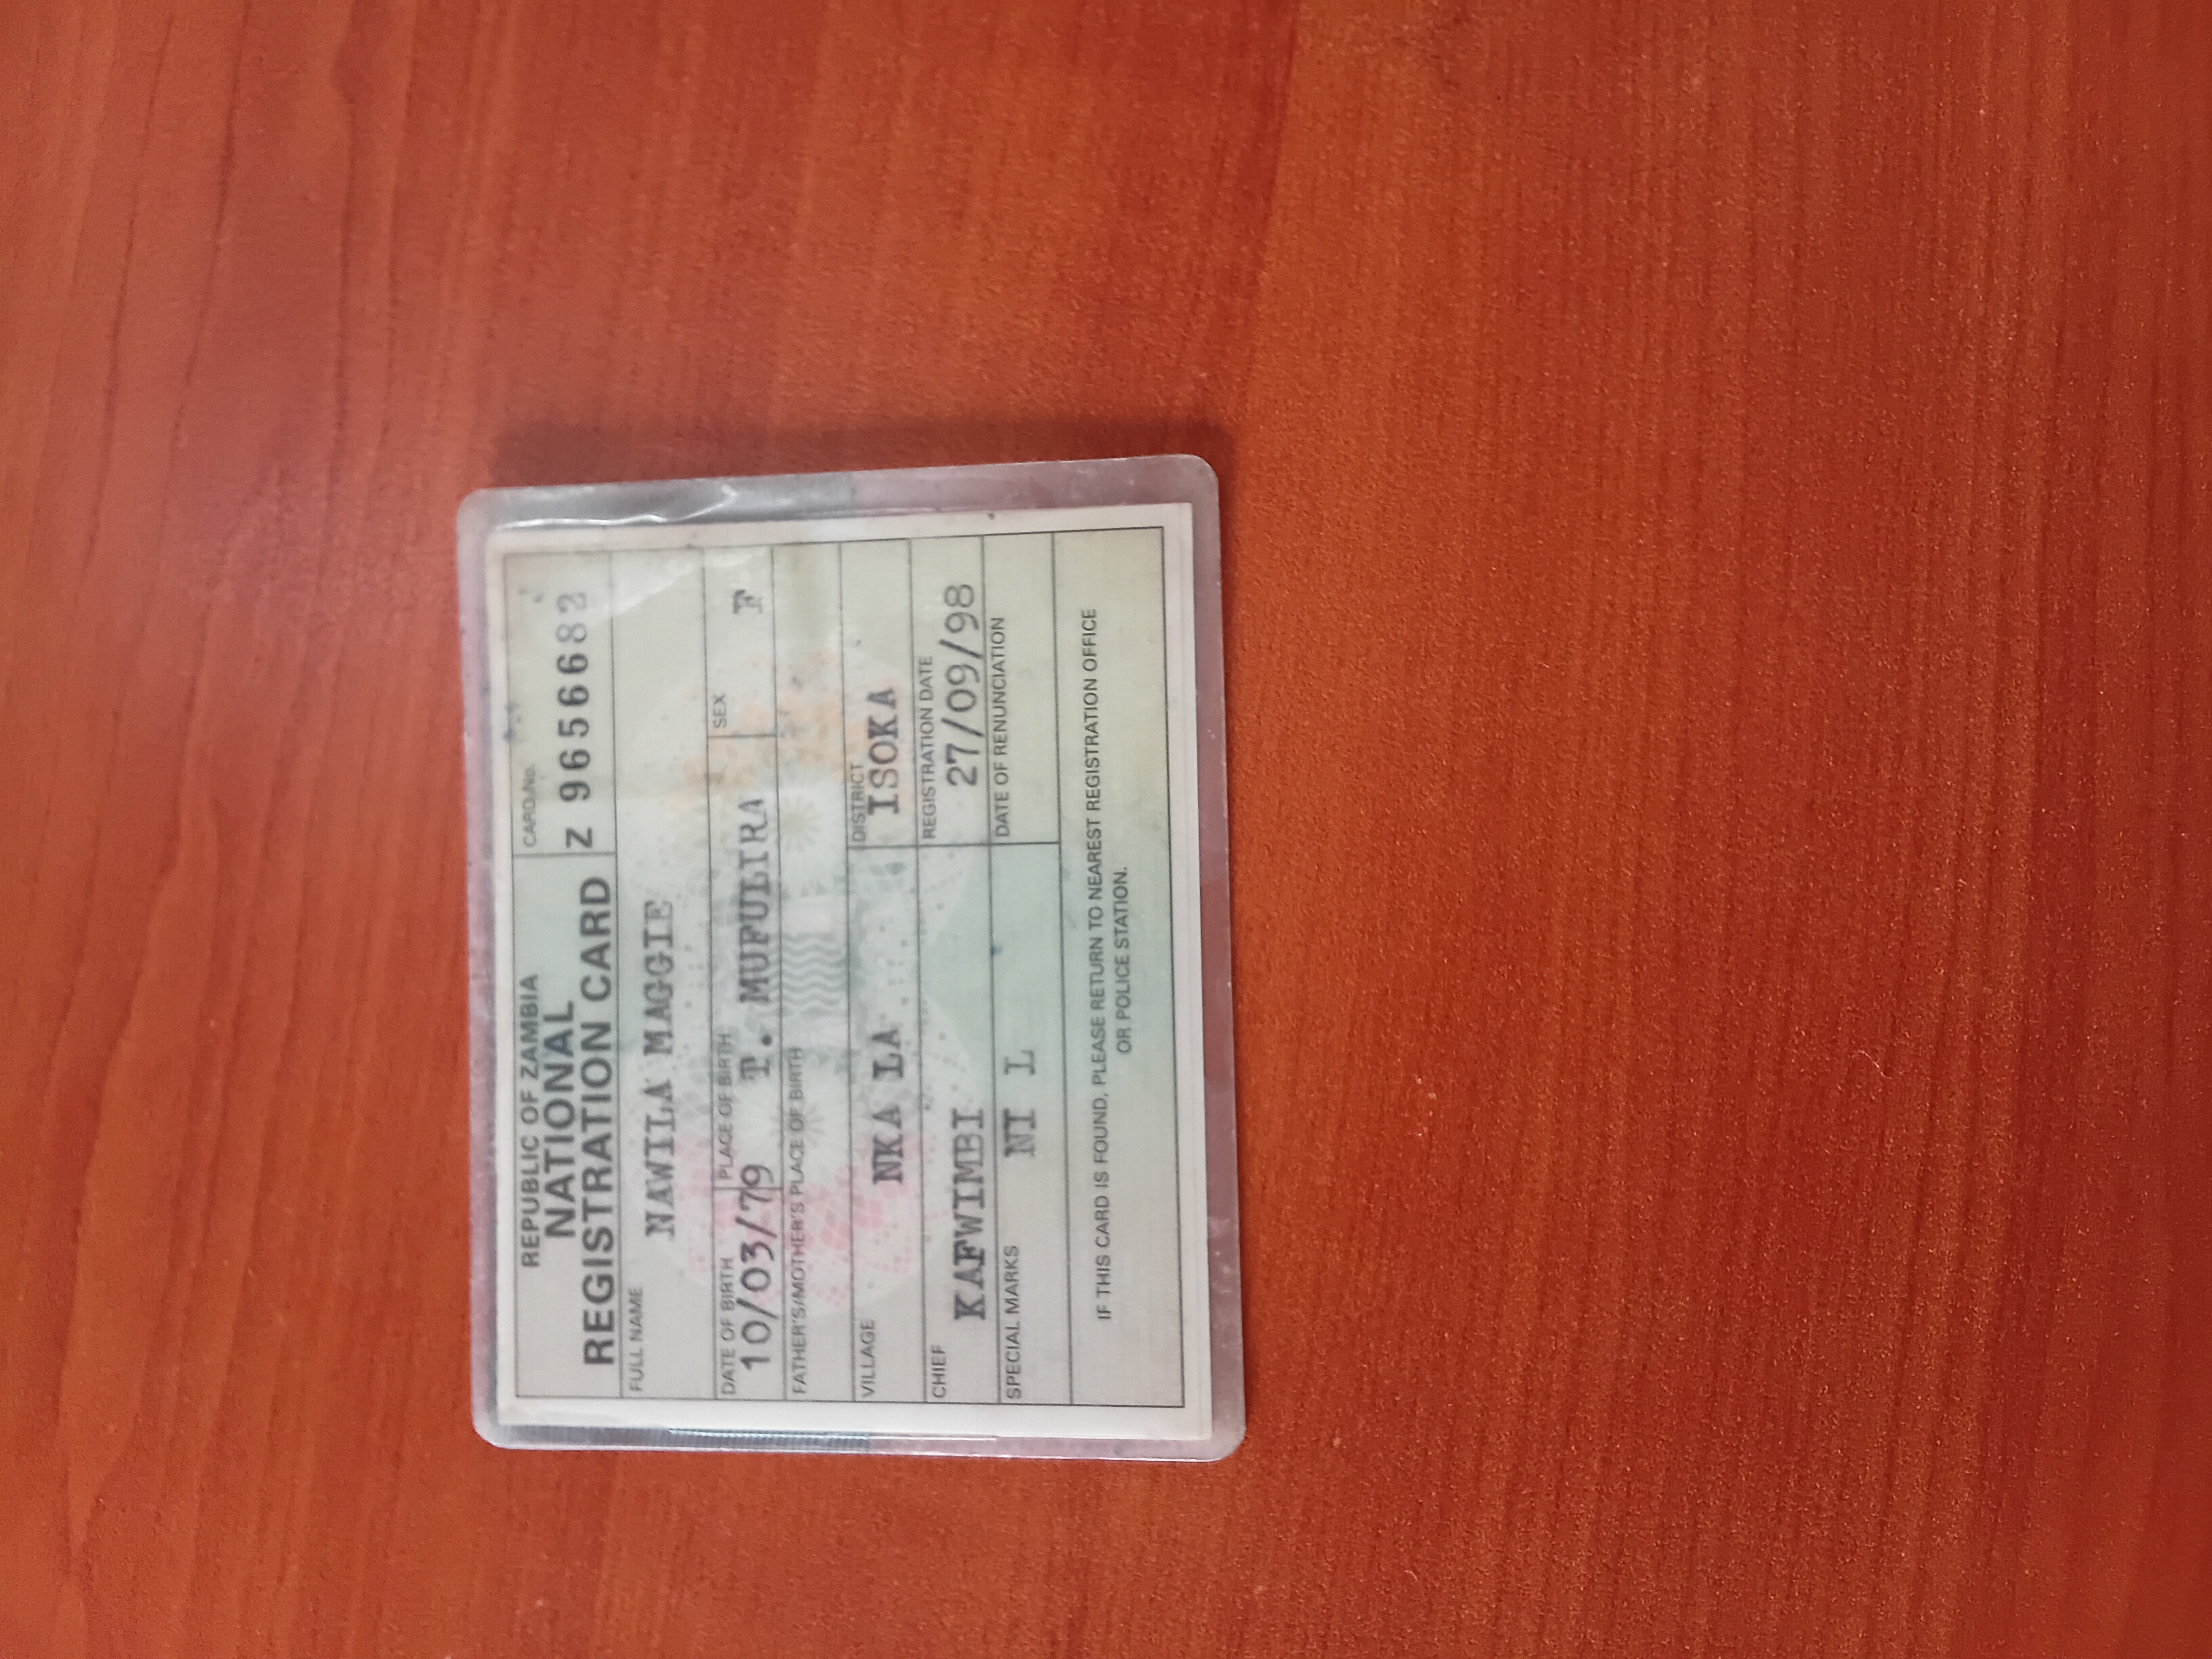 REPUBLIC OF ZAMBIA
NATIONAL
REGISTRATION CARD
CARD No.
Z 9656682
FULL NAME
NAWILA MAGGIE
DATE OF BIRTH
10/03/79
PLACE OF BIRTH
T. MUFULIRA
SEX
F
FATHER'S/MOTHER'S PLACE OF BIRTH
VILLAGE
NKA LA
DISTRICT
ISOKA
CHIEF
KAFWIMBI
REGISTRATION DATE
27/09/98
SPECIAL MARKS
NI L
DATE OF RENUNCIATION
IF THIS CARD IS FOUND, PLEASE RETURN TO NEAREST REGISTRATION OFFICE
OR POLICE STATION.